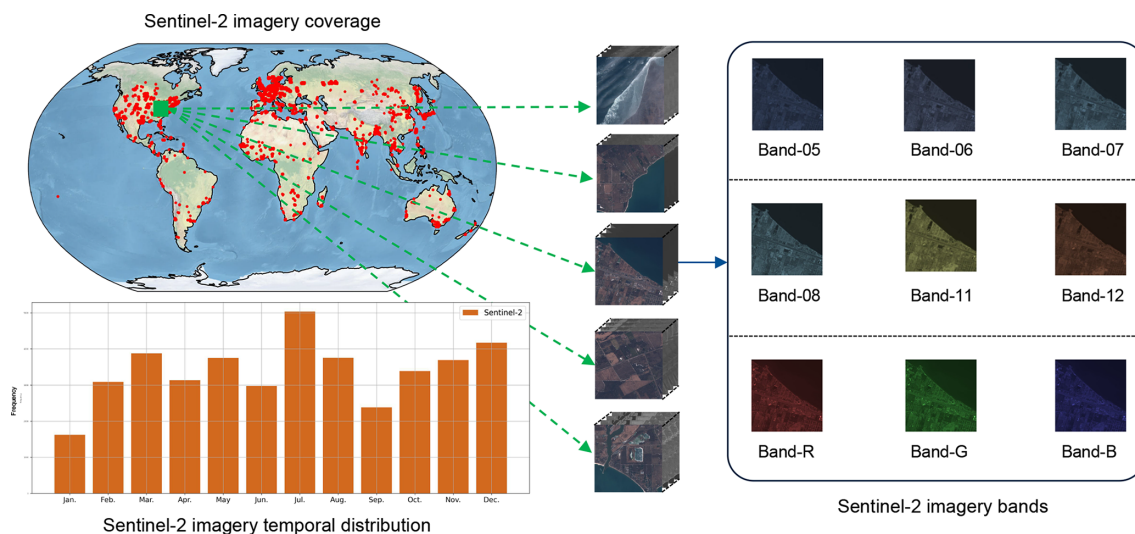 Sentinel-2 imagery coverage
Sentinel-2
Frequency
Jan. Feb. Mar. Apr. May Jun. Jul. Aug. Sep. Oct. Nov. Dec.
Sentinel-2 imagery temporal distribution
Band-05 Band-06 Band-07
Band-08 Band-11 Band-12
Band-R Band-G Band-B
Sentinel-2 imagery bands